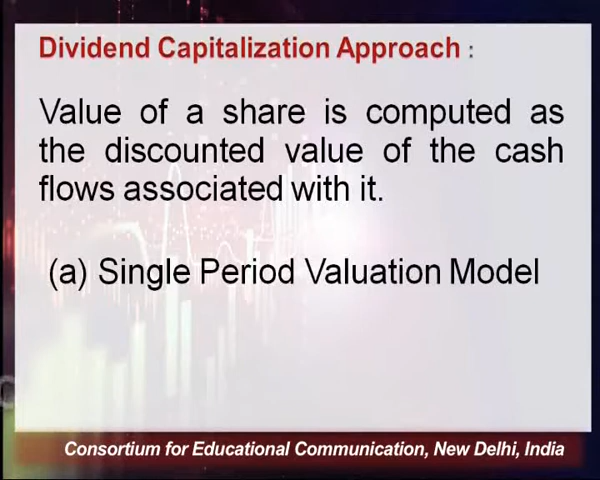 Dividend Capitalization Approach :
Value of a share is computed as
the discounted value of the cash
flows associated with it.
(a) Single Period Valuation Model
Consortium for Educational Communication, New Delhi, India